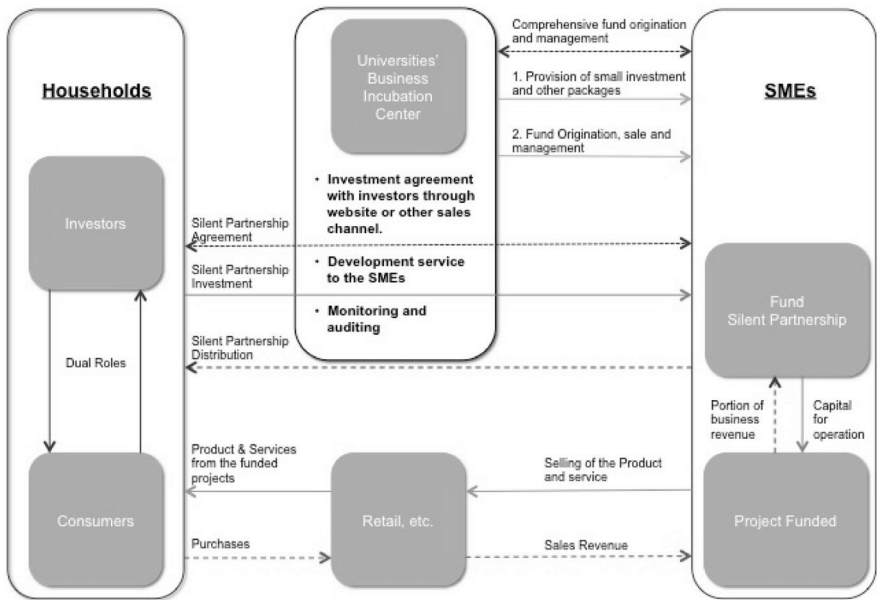 Households
Investors
Dual Roles
Consumers
Universities'
Business
Incubation
Center
• Investment agreement
with investors through
website or other sales
channel.
• Development service
to the SMEs
• Monitoring and
auditing
Comprehensive fund origination
and management
1. Provision of small investment
and other packages
2. Fund Origination, sale and
management
Silent Partnership
Agreement
Silent Partnership
Investment
Silent Partnership
Distribution
Product & Services
from the funded
projects
Purchases
Retail, etc.
Selling of the Product
and service
Sales Revenue
SMEs
Fund
Silent Partnership
Portion of
business
revenue
Capital
for
operation
Project Funded